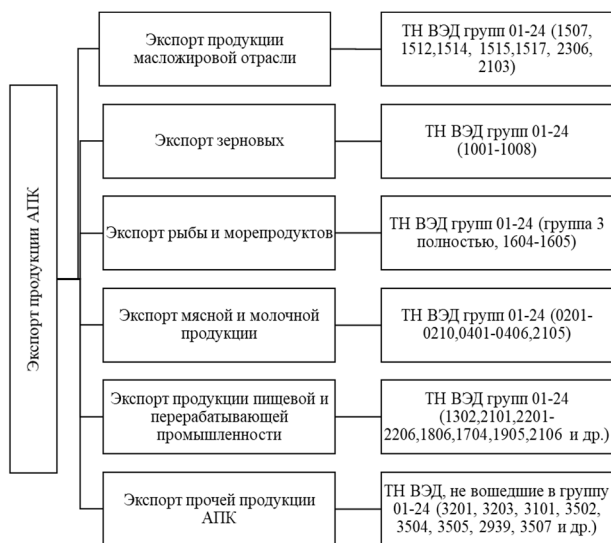 Экспорт продукции АПК
Экспорт продукции
масложировой отрасли
ТН ВЭД групп 01-24 (1507,
1512,1514, 1515,1517, 2306,
2103)
Экспорт зерновых
ТН ВЭД групп 01-24
(1001-1008)
Экспорт рыбы и морепродуктов
ТН ВЭД групп 01-24 (группа 3
полностью, 1604-1605)
Экспорт мясной и молочной
продукции
ТН ВЭД групп 01-24 (0201-
0210,0401-0406,2105)
Экспорт продукции пищевой и
перерабатывающей
промышленности
ТН ВЭД групп 01-24
(1302,2101,2201-
2206,1806,1704,1905,2106 и др.)
Экспорт прочей продукции
АПК
ТН ВЭД, не вошедшие в группу
01-24 (3201, 3203, 3101, 3502,
3504, 3505, 2939, 3507 и др.)